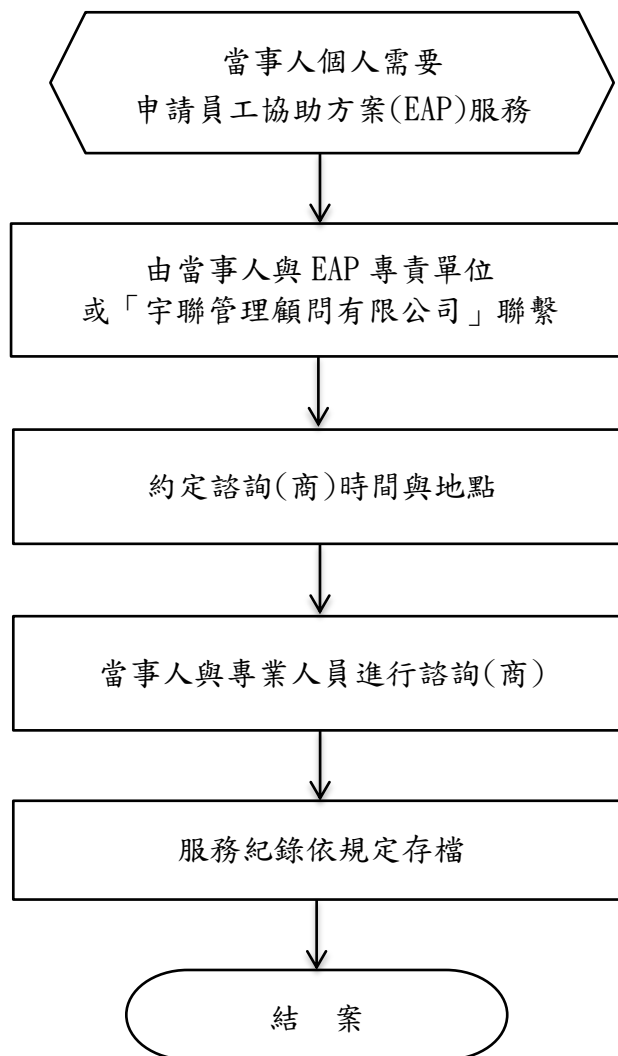 當事人個人需要
申請員工協助方案(EAP)服務
由當事人與 EAP 專責單位
或「宇聯管理顧問有限公司」聯繫
約定諮詢(商)時間與地點
當事人與專業人員進行諮詢(商)
服務紀錄依規定存檔
結 案